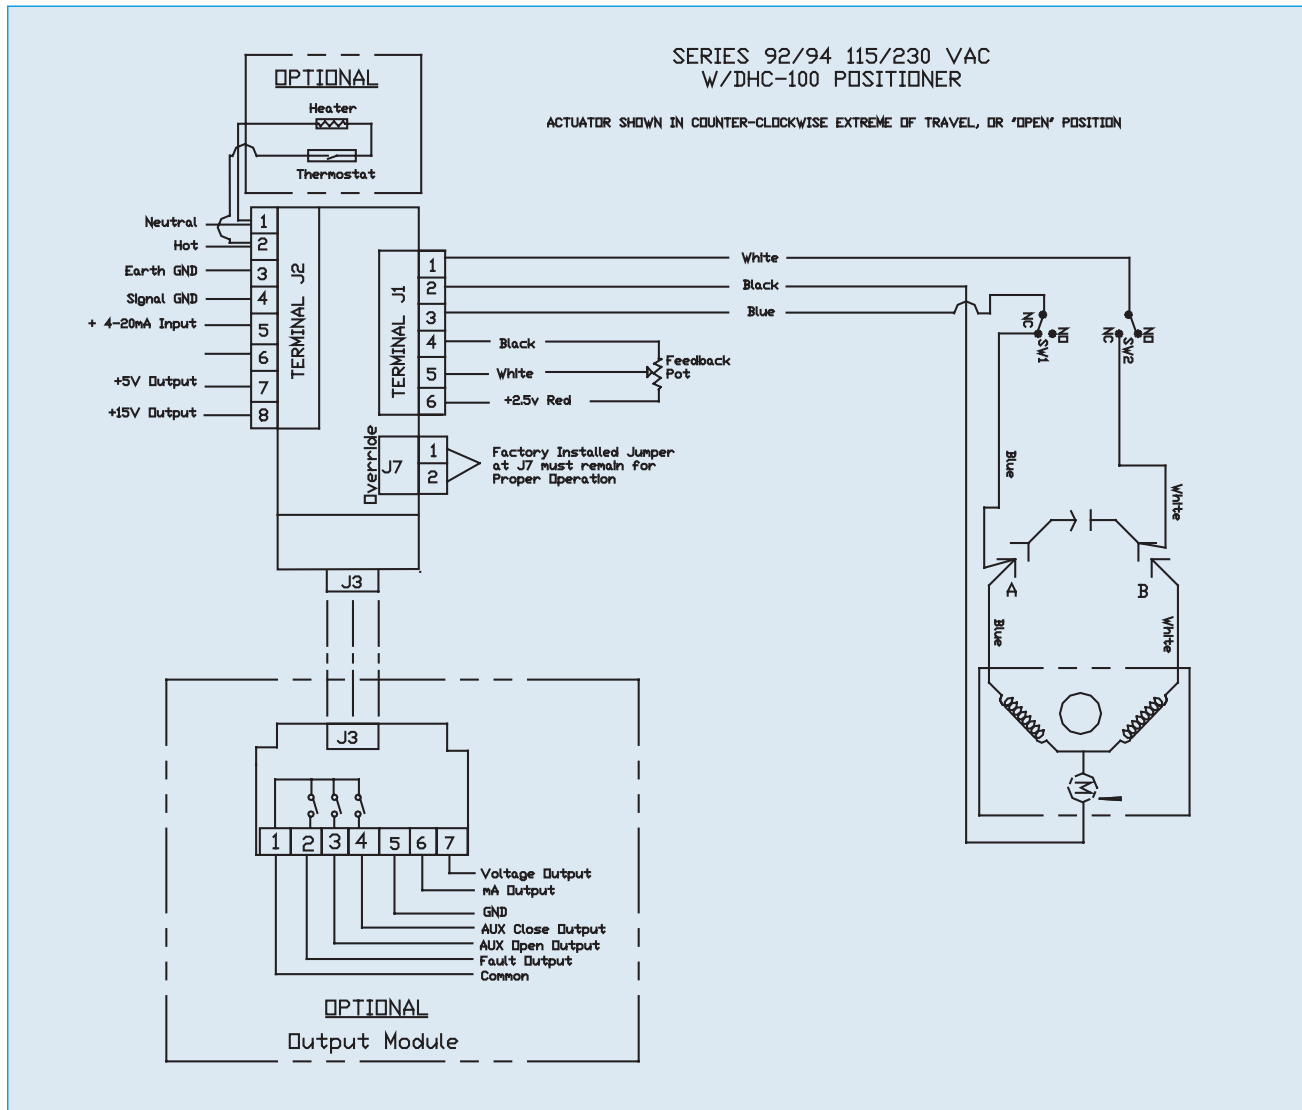 SERIES 92/94 115/230 VAC
W/DHC-100 POSITIONER
ACTUATOR SHOWN IN COUNTER-CLOCKWISE EXTREME OF TRAVEL, OR "OPEN" POSITION
OPTIONAL
Heater
Thermostat
Neutral
Hot
Earth GND
Signal GND
+ 4-20mA Input
+5V Output
+15V Output
1
2
3
4
5
6
7
8
TERMINAL J2
TERMINAL J1
1
2
3
4
5
6
White
Black
Blue
Black
White
+2.5v Red
Feedback
Pot
Override
J7
1
2
Factory Installed Jumper
at J7 must remain for
Proper Operation
J3
NC
NO
SW1
NC
NO
SW2
Blue
White
A
B
Blue
White
M
J3
1
2
3
4
5
6
7
Voltage Output
mA Output
GND
AUX Close Output
AUX Open Output
Fault Output
Common
OPTIONAL
Output Module